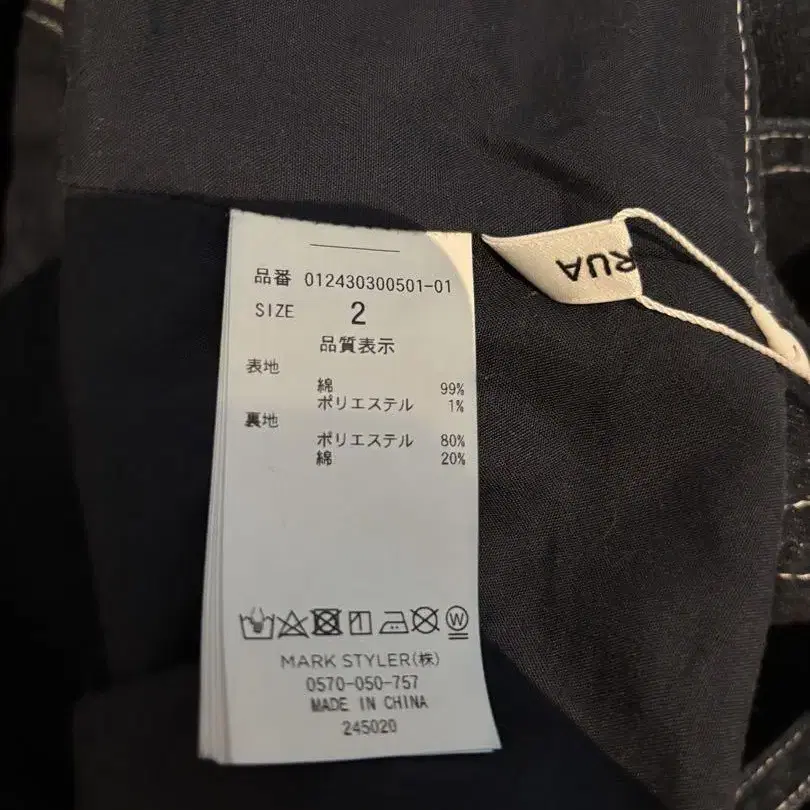 品番 012430300501-01
SIZE 2
品質表示
表地
綿 99%
ポリエステル 1%
裏地
ポリエステル 80%
綿 20%
W
MARK STYLER(株)
0570-050-757
MADE IN CHINA
245020
RUA